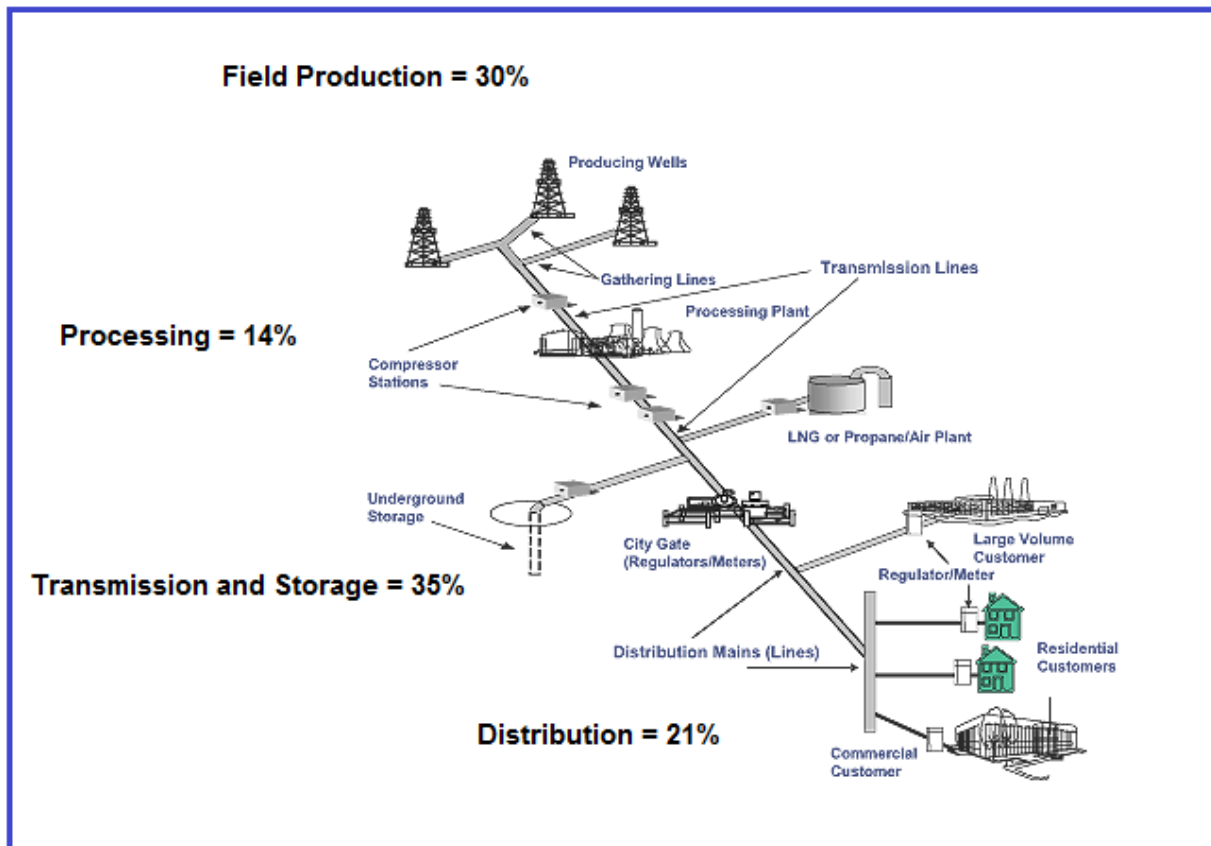 Field Production = 30%
Producing Wells
Gathering Lines
Transmission Lines
Processing Plant
Processing = 14%
Compressor
Stations
LNG or Propane/Air Plant
Underground
Storage
City Gate
(Regulators/Meters)
Large Volume
Customer
Regulator/Meter
Transmission and Storage = 35%
Distribution Mains (Lines)
Residential
Customers
Distribution = 21%
Commercial
Customer